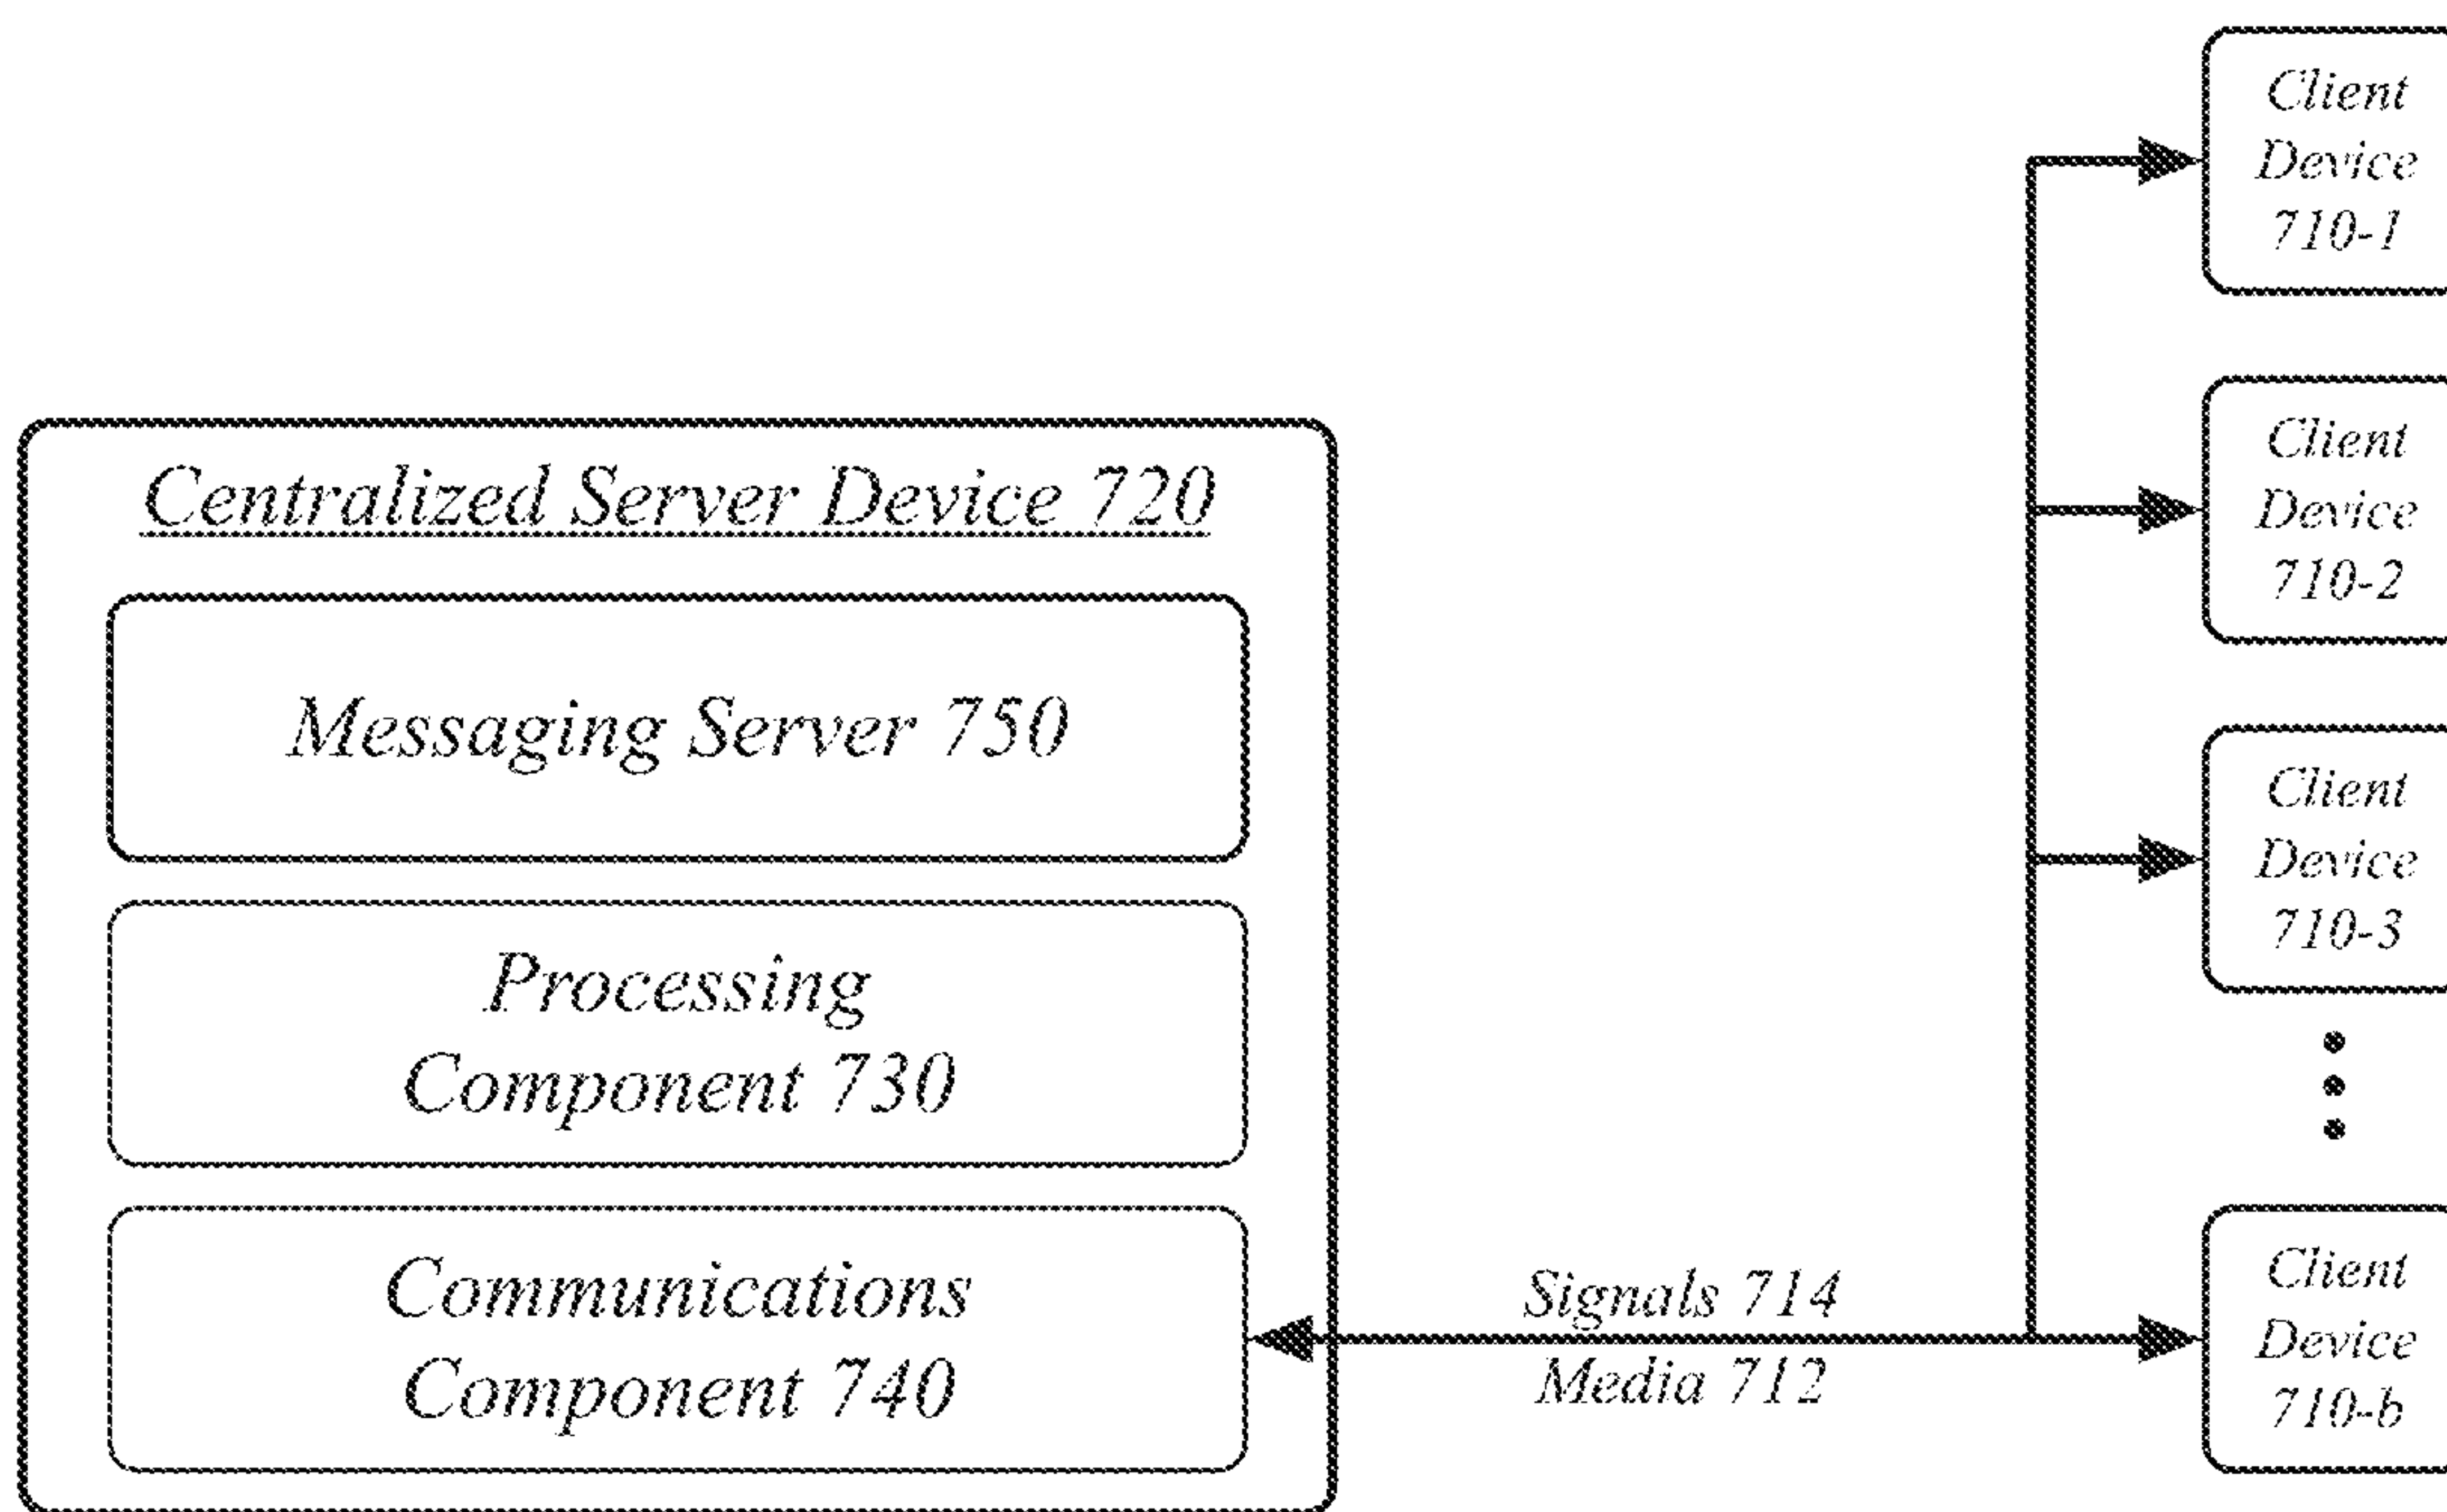 Centralized Server Device 720
Messaging Server 750
Processing
Component 730
Communications
Component 740
Signals 714
Media 712
Client
Device
710-1
Client
Device
710-2
Client
Device
710-3
Client
Device
710-b